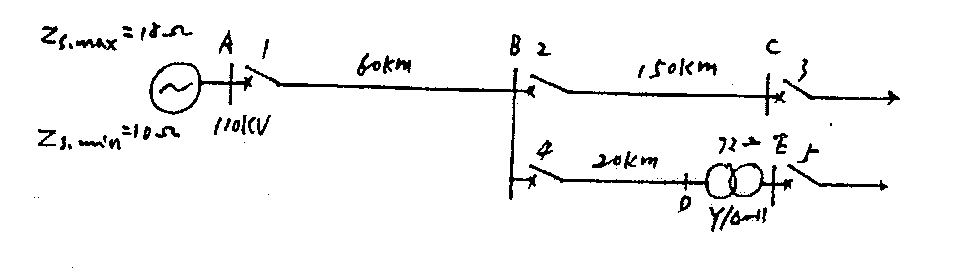 Zs.max=18Ω
A 1 60km B 2 150km C 3
Zs.min=10Ω 110KV
4 20km D 72Ω E 5
Y/Δ-11